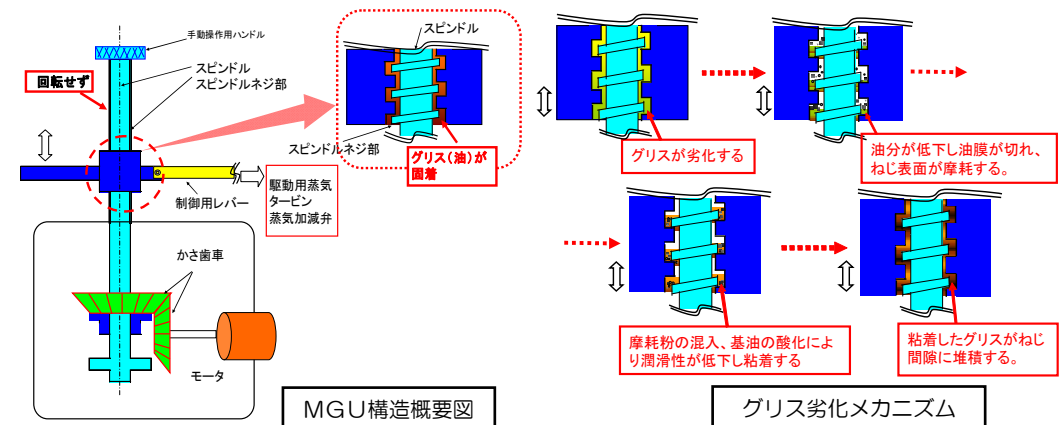 手動操作用ハンドル
スピンドル
スピンドルネジ部
回転せず
制御用レバー
駆動用蒸気
タービン
蒸気加減弁
かさ歯車
モータ
MGU構造概要図
スピンドル
スピンドルネジ部
グリス(油)が
固着
グリスが劣化する
油分が低下し油膜が切れ、
ねじ表面が摩耗する。
摩耗粉の混入、基油の酸化によ
り潤滑性が低下し粘着する
粘着したグリスがねじ
間隙に堆積する。
グリス劣化メカニズム